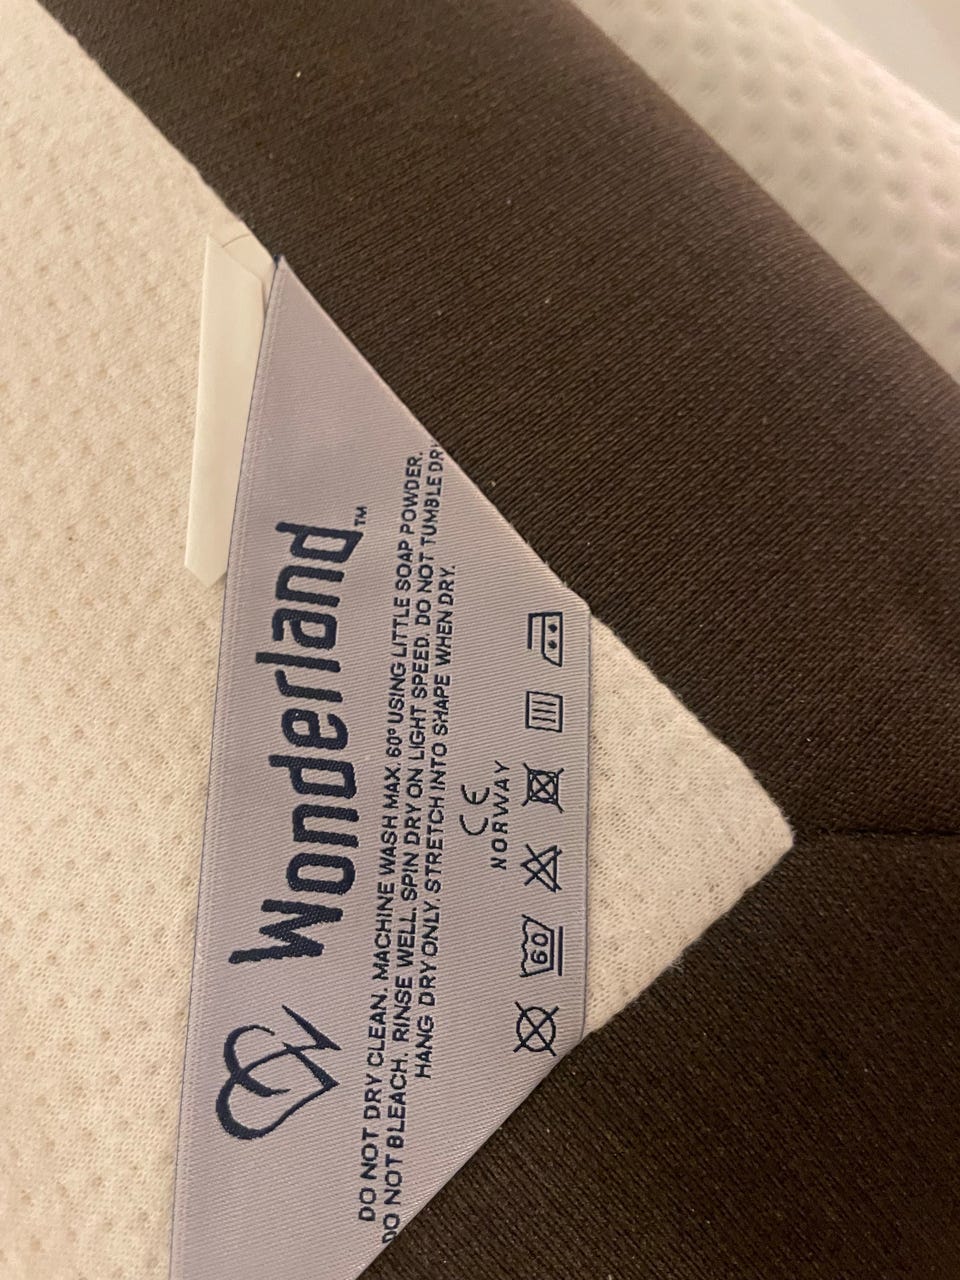 Wonderland™
DO NOT DRY CLEAN. MACHINE WASH MAX. 60° USING LITTLE SOAP POWDER.
DO NOT BLEACH. RINSE WELL. SPIN DRY ON LIGHT SPEED. DO NOT TUMBLE DRY
HANG DRY ONLY. STRETCH INTO SHAPE WHEN DRY.
CE
NORWAY
60